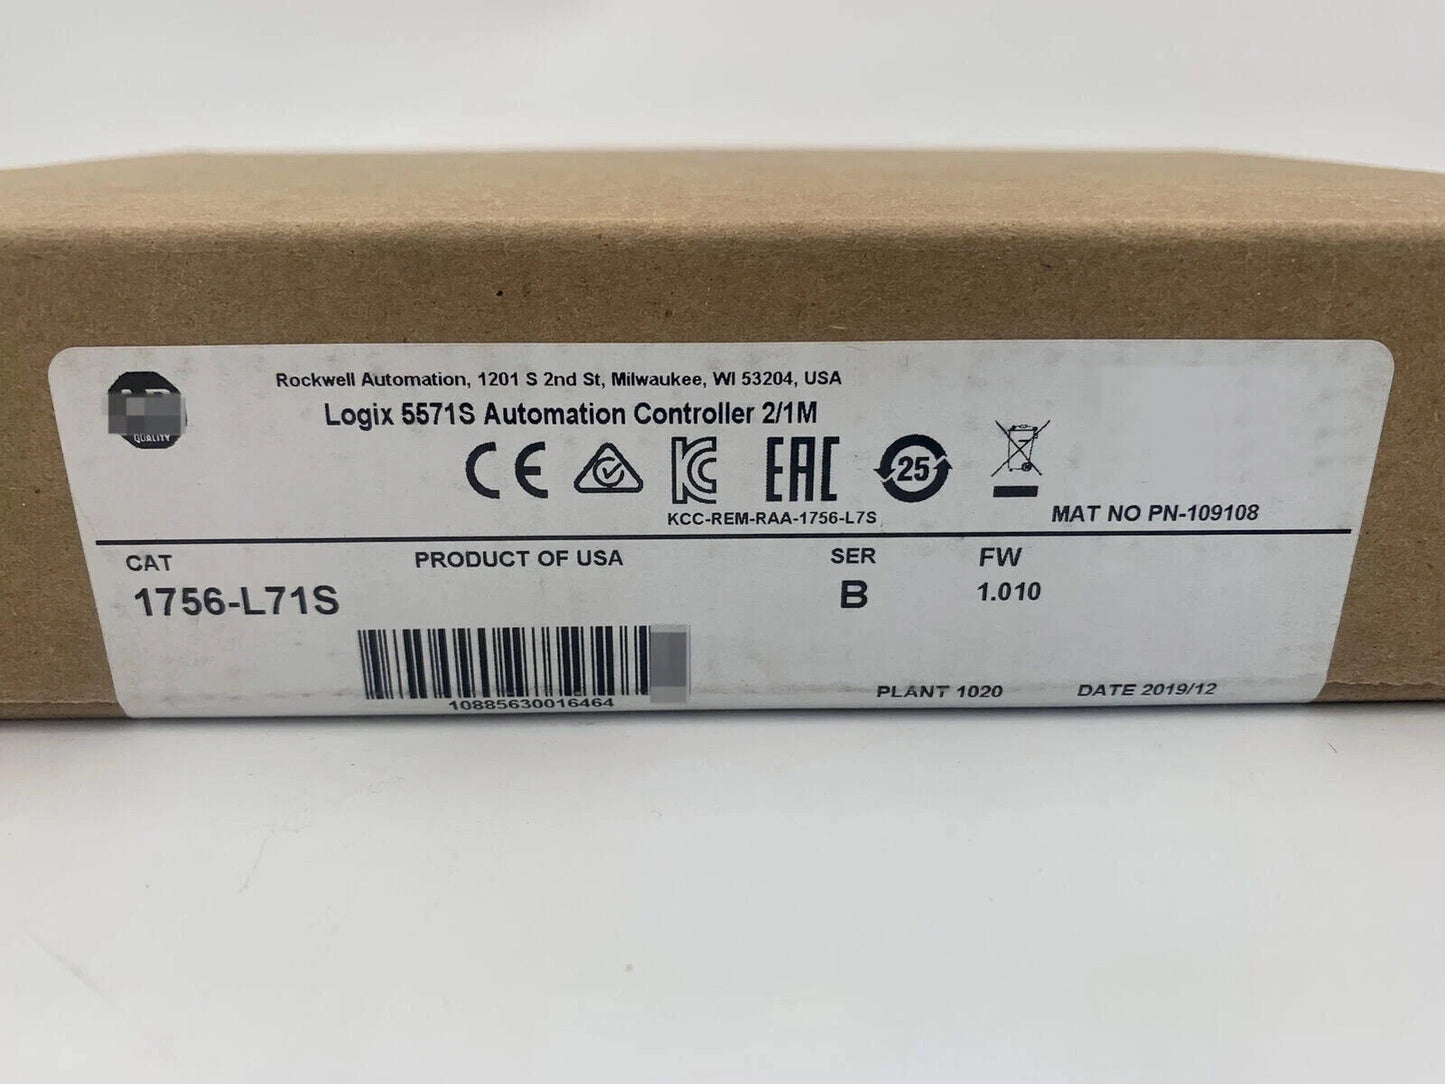 Rockwell Automation, 1201 S 2nd St, Milwaukee, WI 53204, USA
Logix 5571S Automation Controller 2/1M
QUALITY
CE
KC
EAC
25
KCC-REM-RAA-1756-L7S
MAT NO PN-109108
CAT PRODUCT OF USA SER FW
1756-L71S B 1.010
10885630016464
PLANT 1020 DATE 2019/12